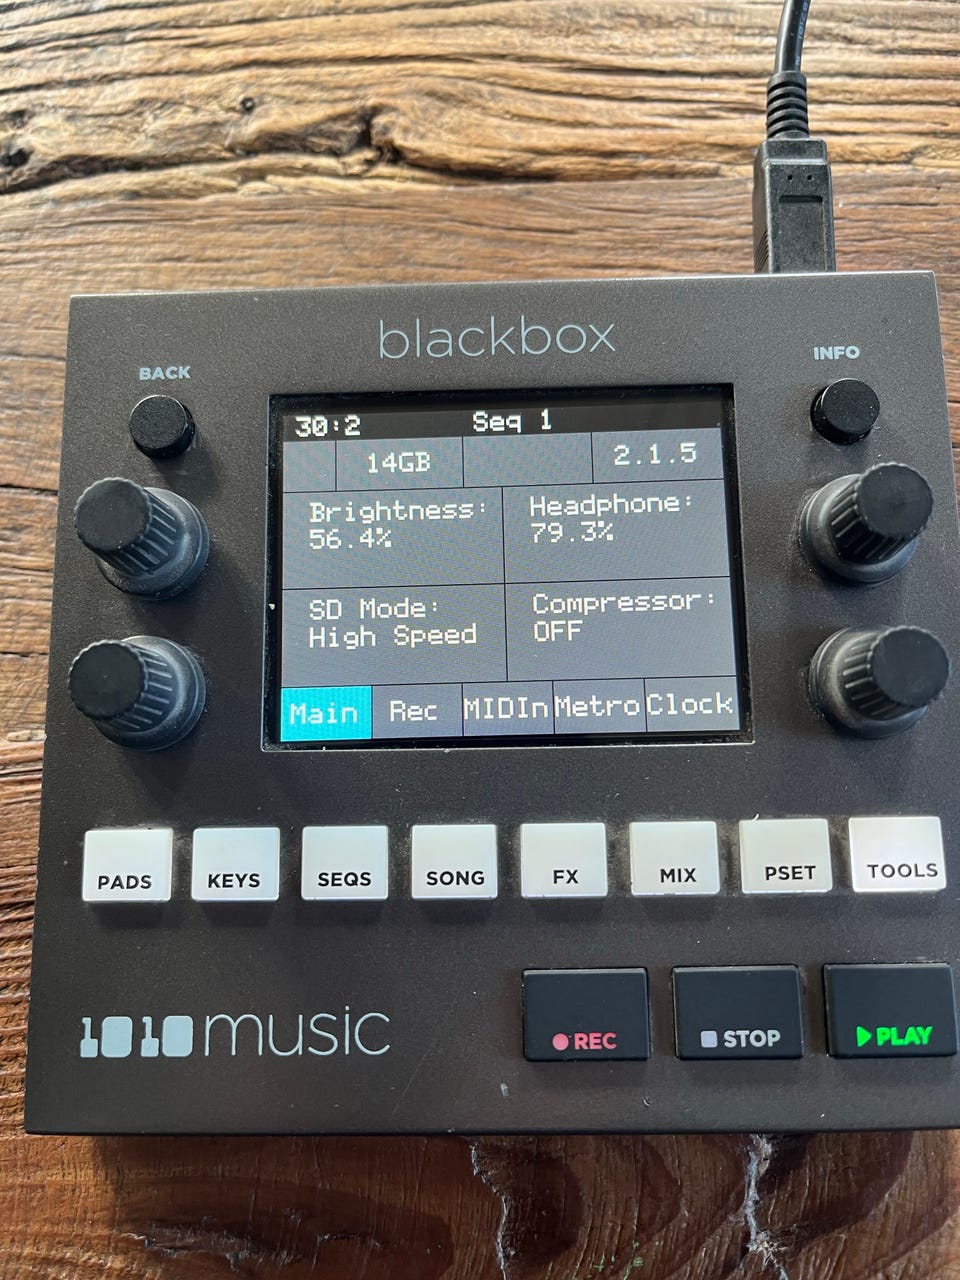 blackbox
BACK
INFO
30:2 Seq 1
14GB 2.1.5
Brightness: Headphone:
56.4% 79.3%
SD Mode: Compressor:
High Speed OFF
Main Rec MIDIn Metro Clock
PADS KEYS SEQS SONG FX MIX PSET TOOLS
1010music
REC STOP PLAY